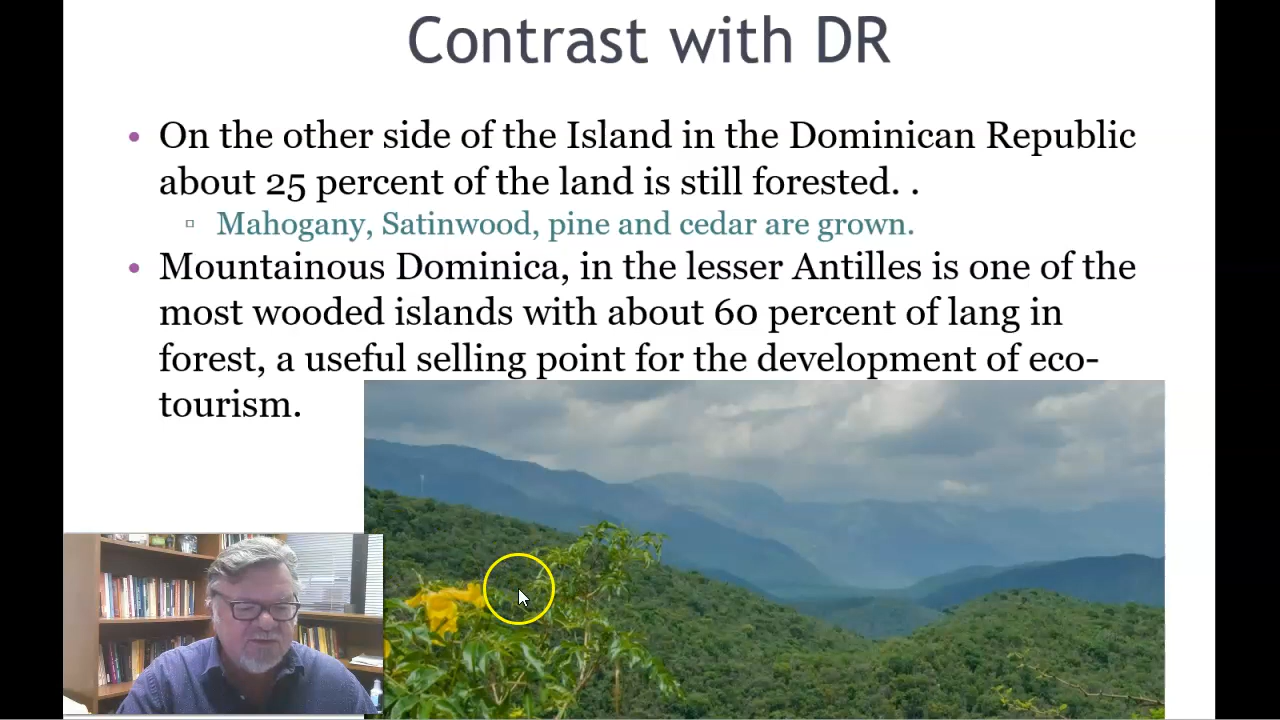 Contrast with DR
• On the other side of the Island in the Dominican Republic
about 25 percent of the land is still forested. .
▫ Mahogany, Satinwood, pine and cedar are grown.
• Mountainous Dominica, in the lesser Antilles is one of the
most wooded islands with about 60 percent of lang in
forest, a useful selling point for the development of eco-
tourism.